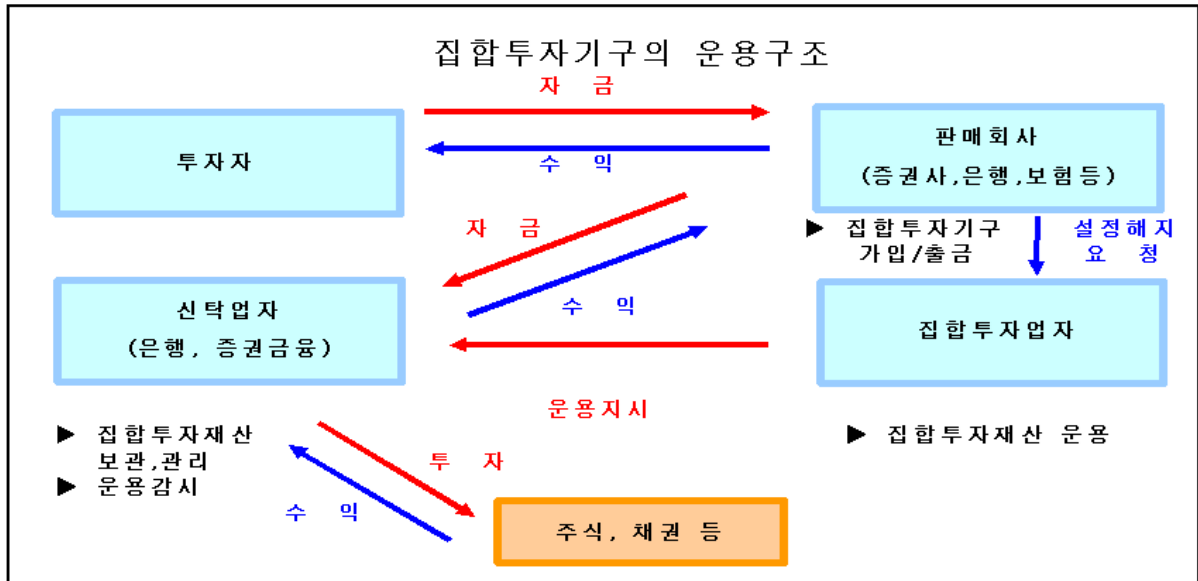 집합투자기구의 운용구조
자 금
투자자
수 익
판매회사
(증권사,은행,보험등)
자 금
▶ 집합투자기구
가입/출금
설정해지
요 청
신탁업자
(은행, 증권금융)
수 익
집합투자업자
운용지시
▶ 집합투자재산
보관,관리
▶ 운용감시
투 자
▶ 집합투자재산 운용
수 익
주식, 채권 등